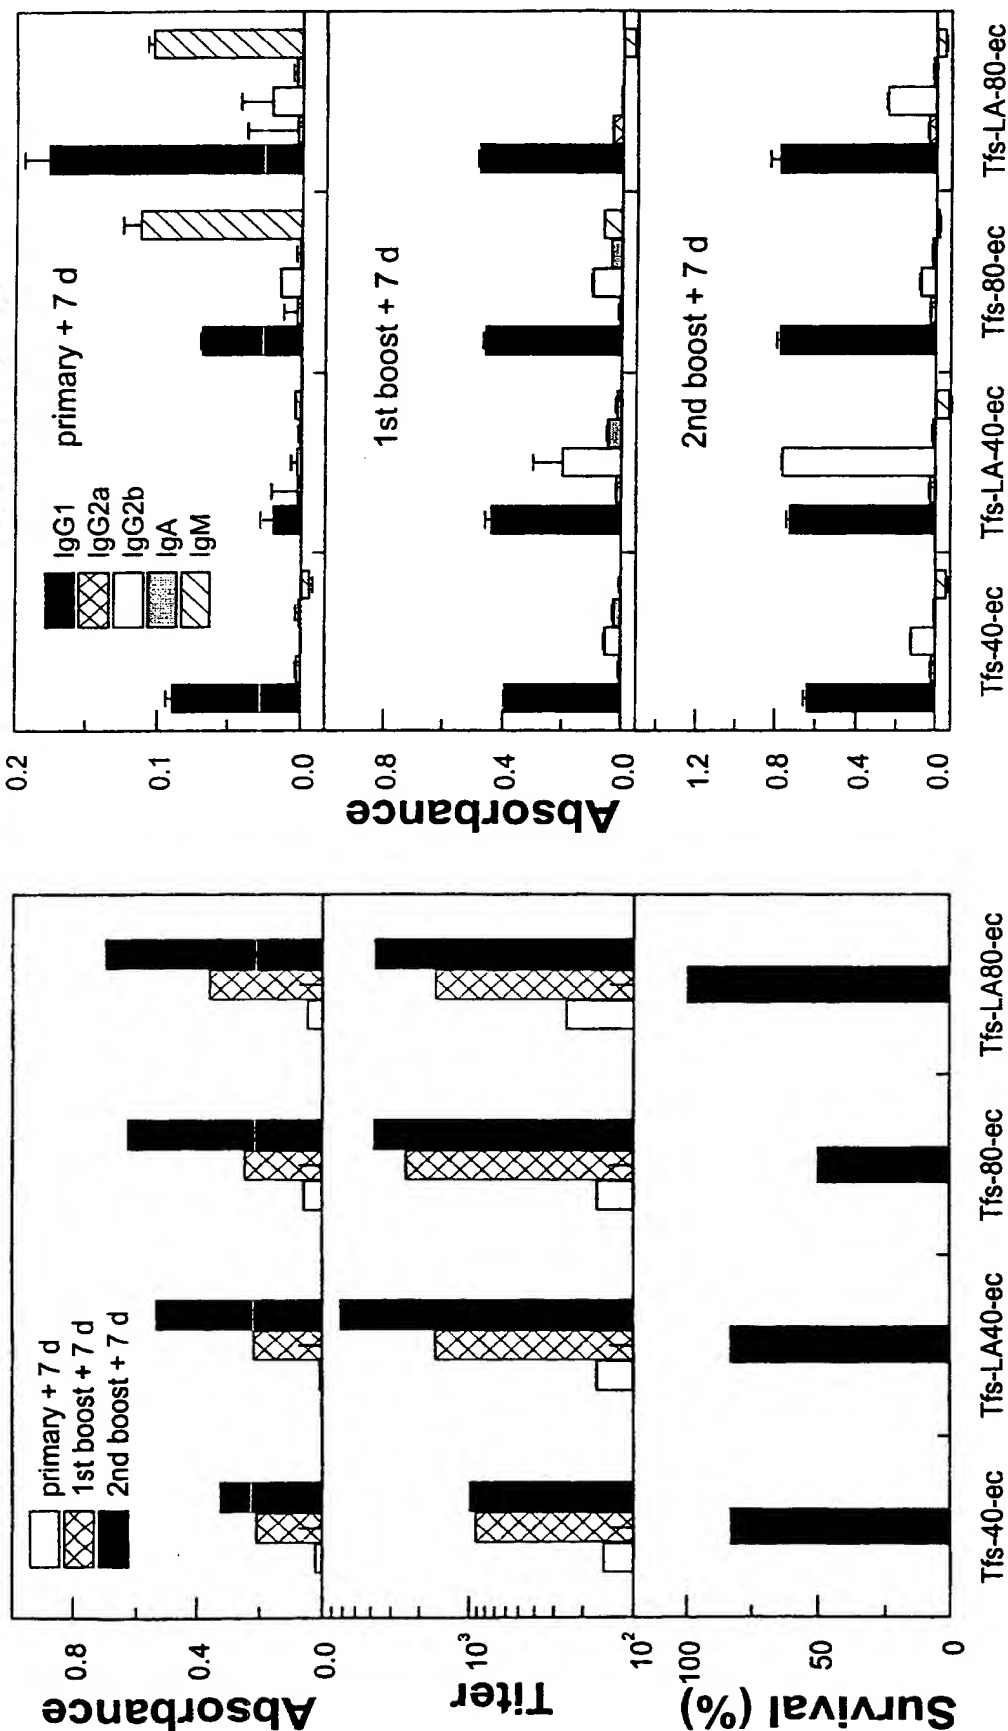 primary + 7 d
1st boost + 7 d
2nd boost + 7 d
0.8
0.4
0.0
Absorbance
10³
10²
Titer
100
50
0
Survival (%)
Tfs-40-ec
Tfs-LA40-ec
Tfs-80-ec
Tfs-LA80-ec
0.2
0.1
0.0
IgG1
IgG2a
IgG2b
IgA
IgM
primary + 7 d
0.8
0.4
0.0
Absorbance
1st boost + 7 d
1.2
0.8
0.4
0.0
2nd boost + 7 d
Tfs-40-ec
Tfs-LA-40-ec
Tfs-80-ec
Tfs-LA-80-ec